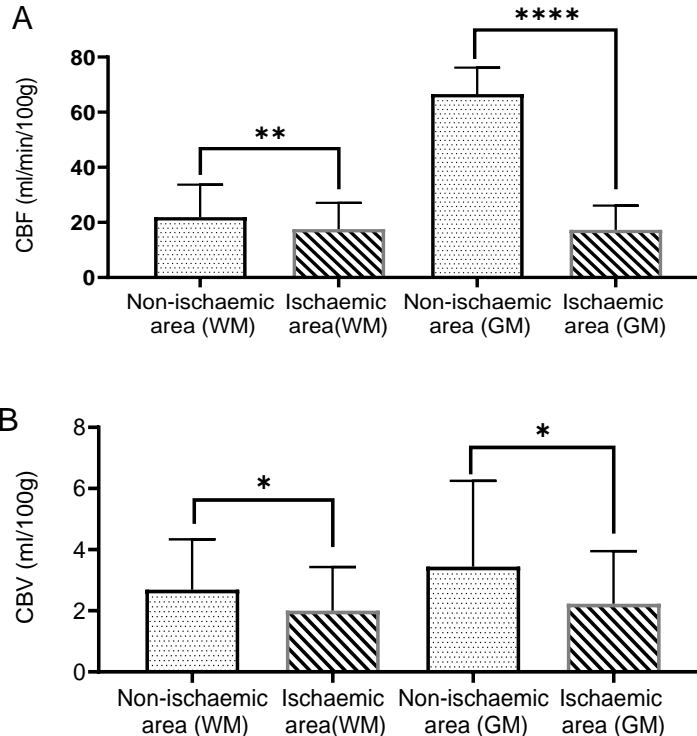 A
****
80
60
**
CBF (ml/min/100g)
40
20
0
Non-ischaemic area (WM)
Ischaemic area(WM)
Non-ischaemic area (GM)
Ischaemic area (GM)
B
8
*
*
6
CBV (ml/100g)
4
2
0
Non-ischaemic area (WM)
Ischaemic area(WM)
Non-ischaemic area (GM)
Ischaemic area (GM)